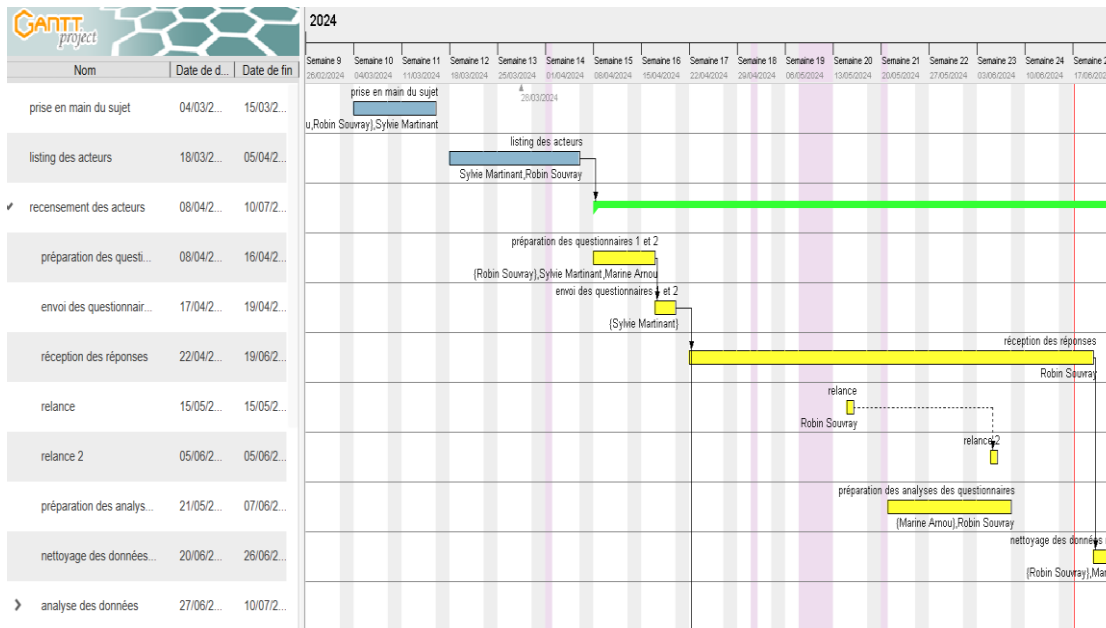 GANTT
project
2024
Semaine 9 Semaine 10 Semaine 11 Semaine 12 Semaine 13 Semaine 14 Semaine 15 Semaine 16 Semaine 17 Semaine 18 Semaine 19 Semaine 20 Semaine 21 Semaine 22 Semaine 23 Semaine 24 Semaine 2
Nom Date de d... Date de fin
26/02/2024 04/03/2024 11/03/2024 18/03/2024 25/03/2024 01/04/2024 08/04/2024 15/04/2024 22/04/2024 29/04/2024 06/05/2024 13/05/2024 20/05/2024 27/05/2024 03/06/2024 10/06/2024 17/06/2
prise en main du sujet
28/03/2024
prise en main du sujet 04/03/2... 15/03/2...
u,Robin Souvray},Sylvie Martinant
listing des acteurs
listing des acteurs 18/03/2... 05/04/2...
Sylvie Martinant,Robin Souvray
recensement des acteurs 08/04/2... 10/07/2...
préparation des questionnaires 1 et 2
préparation des questi... 08/04/2... 16/04/2...
{Robin Souvray},Sylvie Martinant,Marine Arnou
envoi des questionnaires 1 et 2
envoi des questionnair... 17/04/2... 19/04/2...
{Sylvie Martinant}
réception des réponses
réception des réponses 22/04/2... 19/06/2...
Robin Souvray
relance
relance 15/05/2... 15/05/2...
Robin Souvray
relance 2
relance 2 05/06/2... 05/06/2...
préparation des analyses des questionnaires
préparation des analys... 21/05/2... 07/06/2...
{Marine Arnou},Robin Souvray
nettoyage des données
nettoyage des données... 20/06/2... 26/06/2...
{Robin Souvray},Mar
analyse des données 27/06/2... 10/07/2...